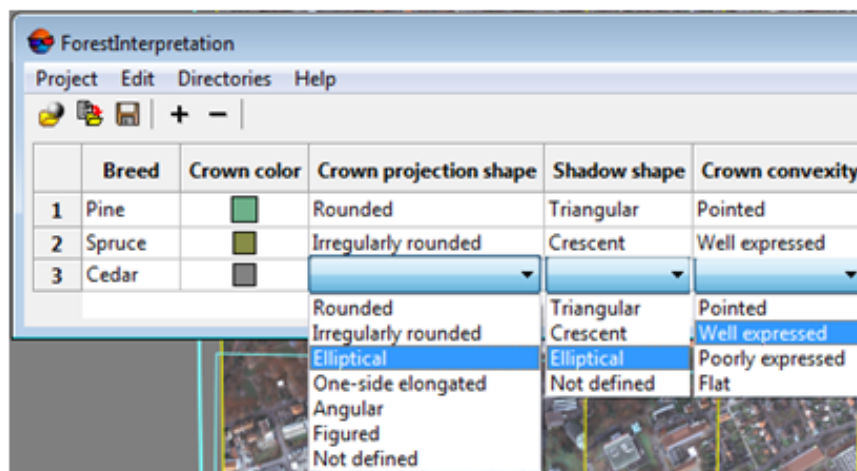 ForestInterpretation
Project Edit Directories Help
Breed Crown color Crown projection shape Shadow shape Crown convexity
1 Pine Rounded Triangular Pointed
2 Spruce Irregularly rounded Crescent Well expressed
3 Cedar
Rounded Triangular Pointed
Irregularly rounded Crescent Well expressed
Elliptical Elliptical Poorly expressed
One-side elongated Not defined Flat
Angular
Figured
Not defined